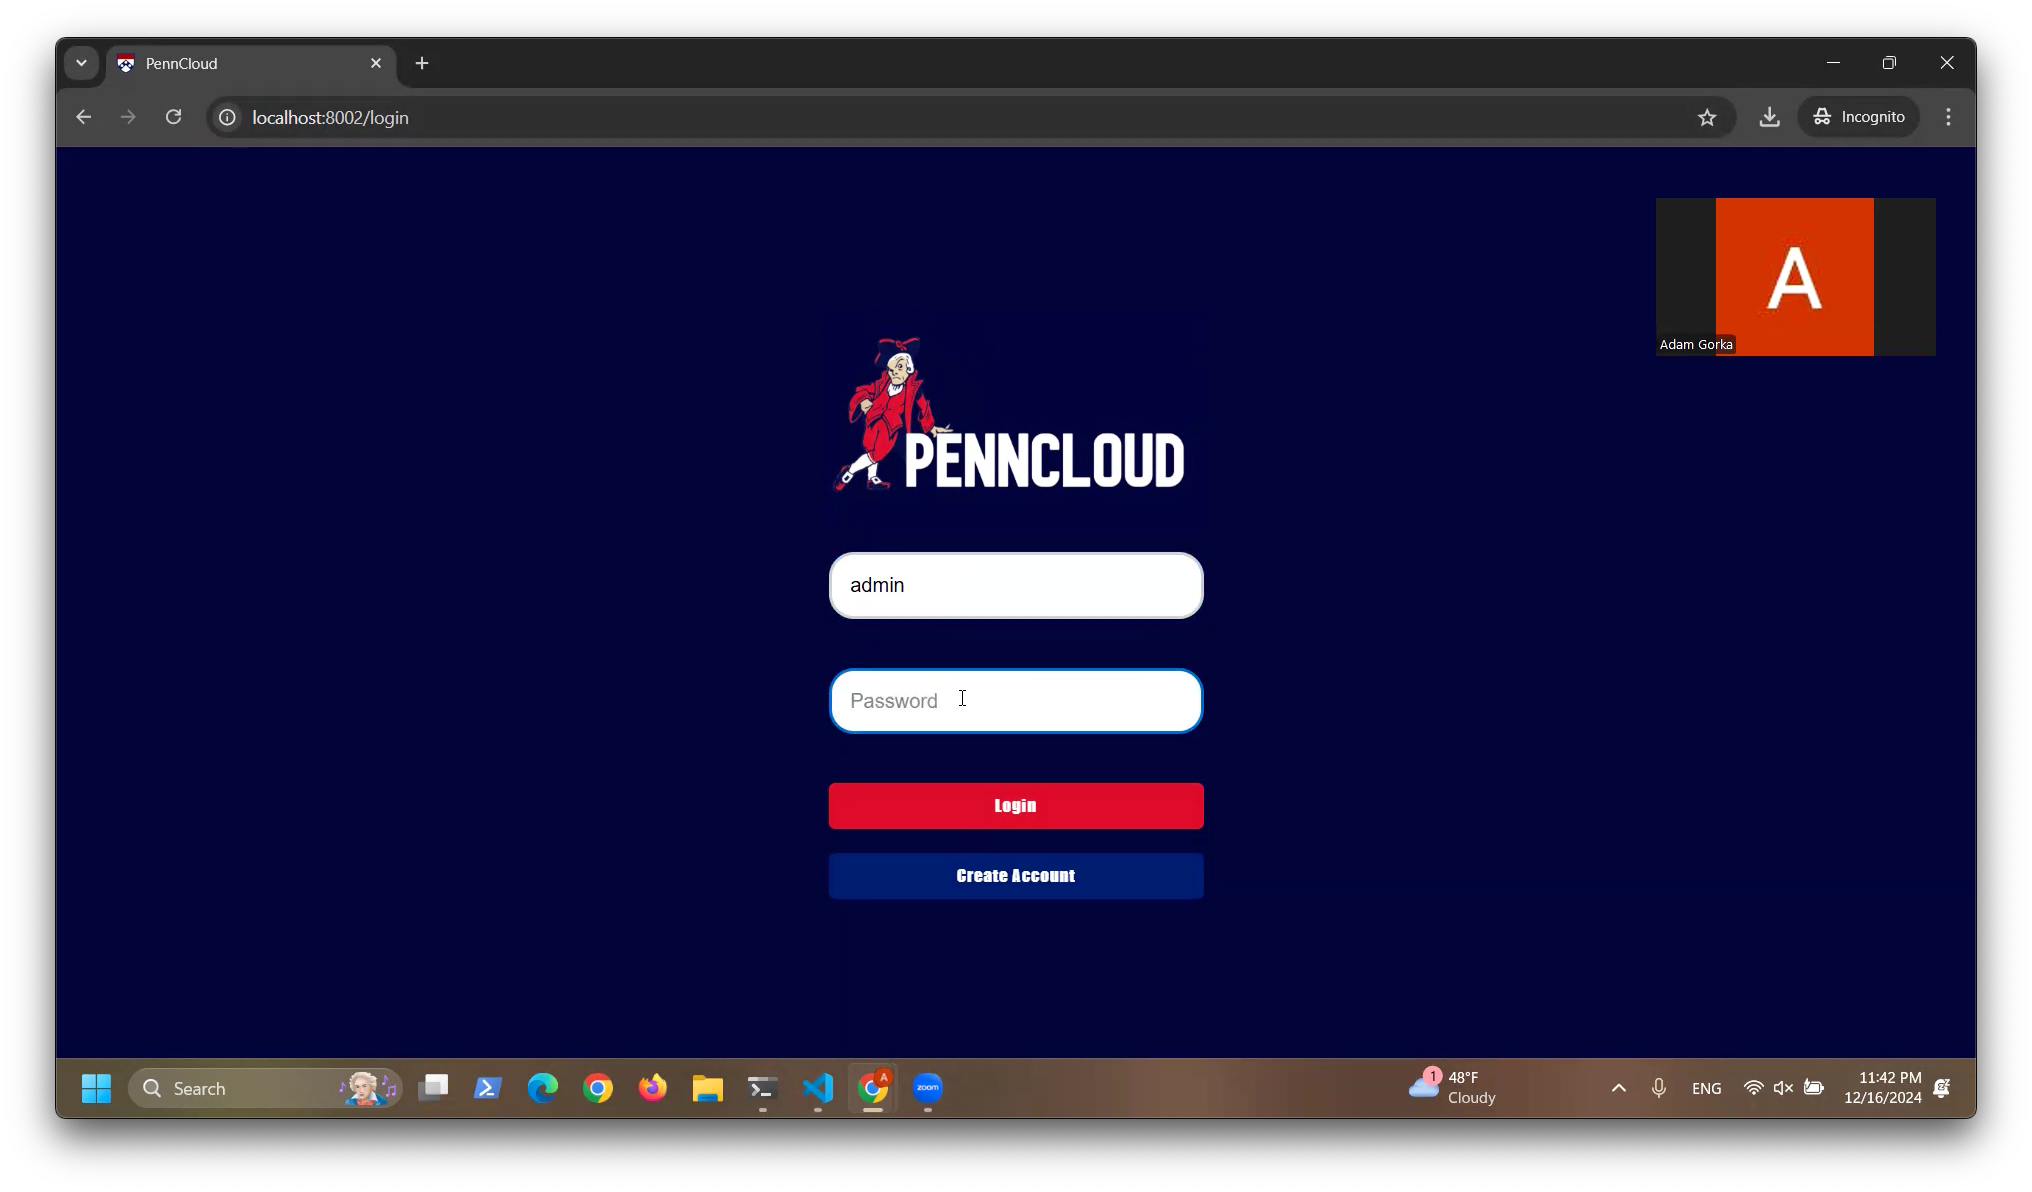 PennCloud
localhost:8002/login
Incognito
A
Adam Gorka
PENNCLOUD
admin
Password
Login
Create Account
Search
A
zoom
1
48°F
Cloudy
ENG
11:42 PM
12/16/2024